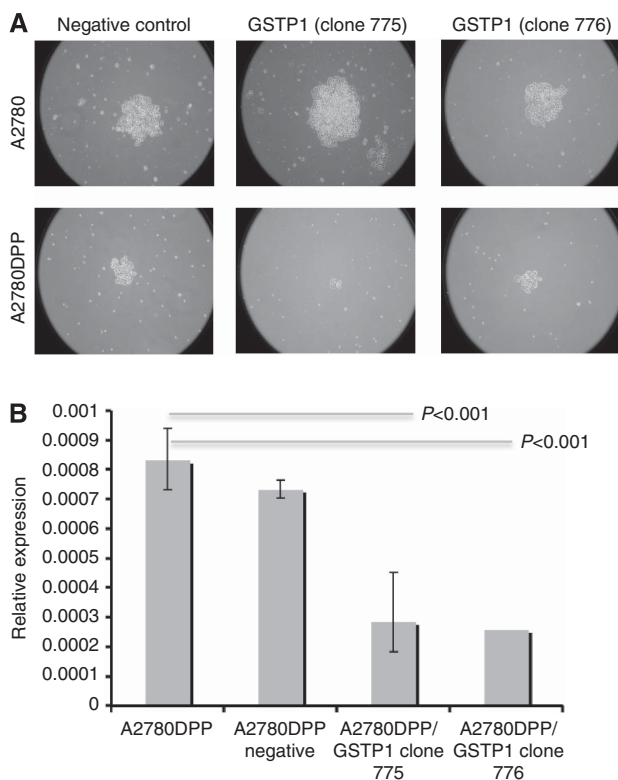 A
Negative control
GSTP1 (clone 775)
GSTP1 (clone 776)
A2780
A2780DPP
B
Relative expression
0.001
0.0009
0.0008
0.0007
0.0006
0.0005
0.0004
0.0003
0.0002
0.0001
0
P<0.001
P<0.001
A2780DPP
A2780DPP
negative
A2780DPP/
GSTP1 clone
775
A2780DPP/
GSTP1 clone
776